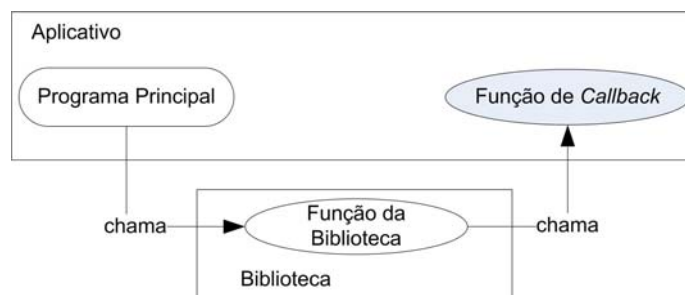 Aplicativo
Programa Principal
Função de Callback
chama
Função da
Biblioteca
chama
Biblioteca